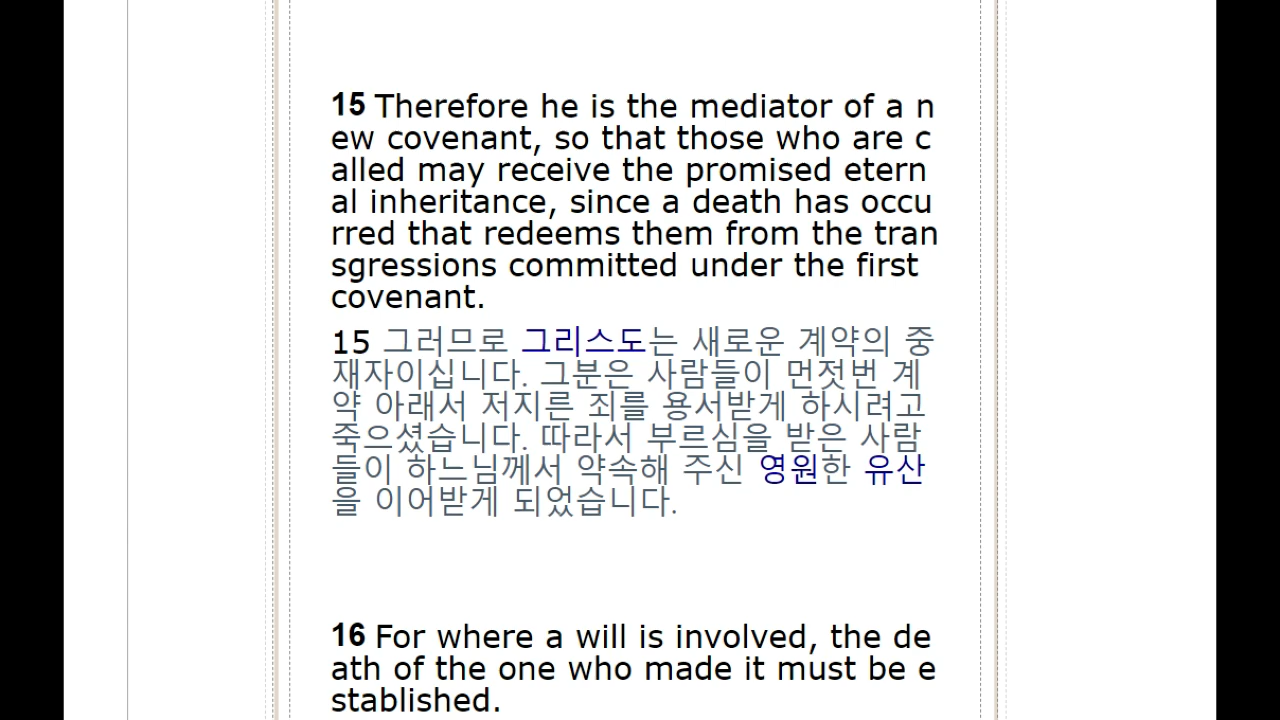 15 Therefore he is the mediator of a n
ew covenant, so that those who are c
alled may receive the promised etern
al inheritance, since a death has occu
rred that redeems them from the tran
sgressions committed under the first
covenant.
15 그러므로 그리스도는 새로운 계약의 중
재자이십니다. 그분은 사람들이 먼젓번 계
약 아래서 저지른 죄를 용서받게 하시려고
죽으셨습니다. 따라서 부르심을 받은 사람
들이 하느님께서 약속해 주신 영원한 유산
을 이어받게 되었습니다.
16 For where a will is involved, the de
ath of the one who made it must be e
stablished.